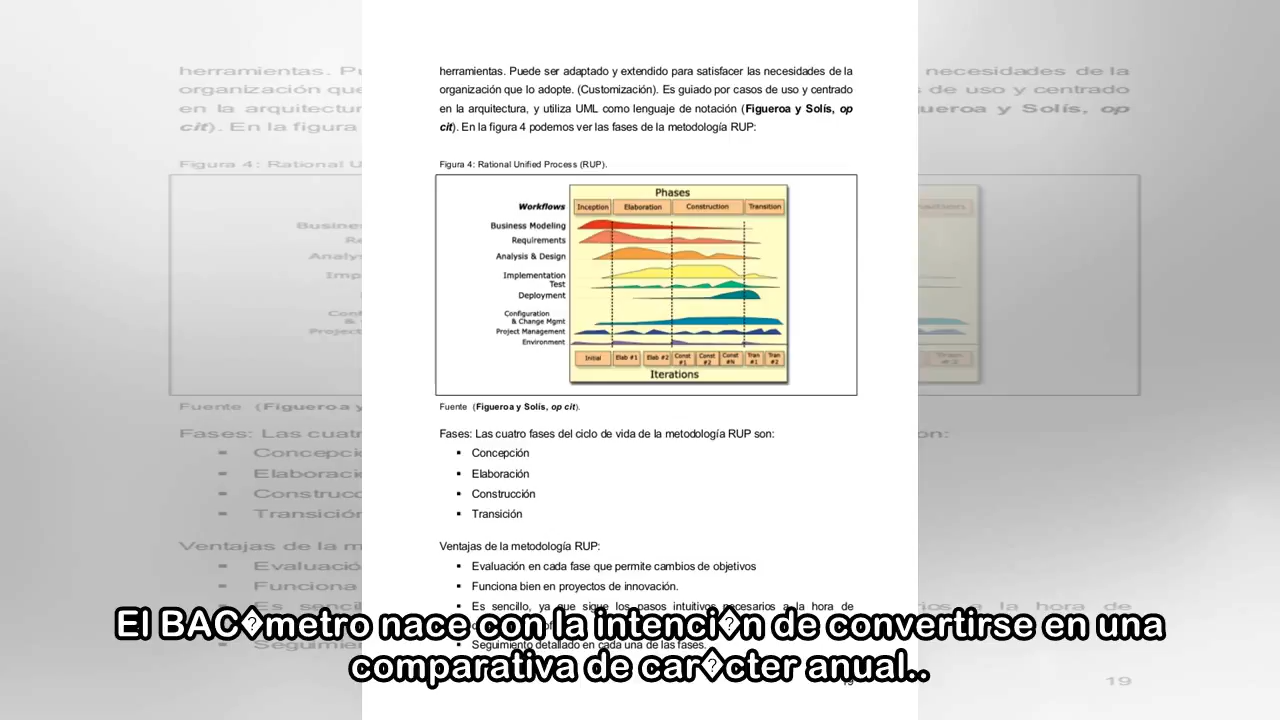 herramientas. Puede ser adaptado y extendido para satisfacer las necesidades de la
organización que lo adopte. (Customización). Es guiado por casos de uso y centrado
en la arquitectura, y utiliza UML como lenguaje de notación (Figueroa y Solís, op
cit). En la figura 4 podemos ver las fases de la metodología RUP:
Figura 4: Rational Unified Process (RUP).
Phases
Workflows Inception Elaboration Construction Transition
Business Modeling
Requirements
Analysis & Design
Implementation
Test
Deployment
Configuration
& Change Mgmt
Project Management
Environment
Initial Elab #1 Elab #2 Const #1 Const #2 Const #N Tran #1 Tran #2
Iterations
Fuente (Figueroa y Solís, op cit).
Fases: Las cuatro fases del ciclo de vida de la metodología RUP son:
▪ Concepción
▪ Elaboración
▪ Construcción
▪ Transición
Ventajas de la metodología RUP:
▪ Evaluación en cada fase que permite cambios de objetivos
▪ Funciona bien en proyectos de innovación.
▪ Es sencillo, ya que sigue los pasos intuitivos necesarios a la hora de
▪ Seguimiento detallado en cada una de las fases.
El BAC�metro nace con la intenci�n de convertirse en una
comparativa de car�cter anual..
19